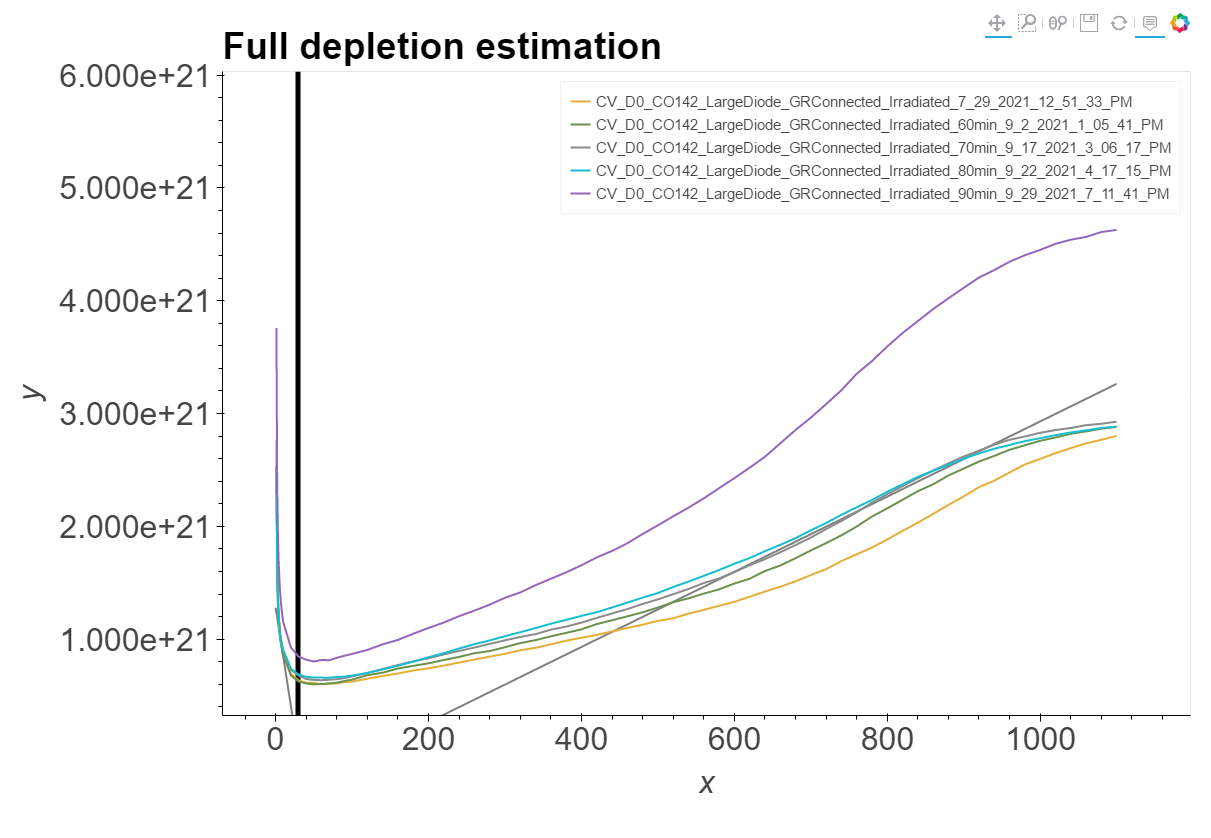 Full depletion estimation
6.000e+21
5.000e+21
4.000e+21
3.000e+21
2.000e+21
1.000e+21
y
CV_D0_CO142_LargeDiode_GRConnected_Irradiated_7_29_2021_12_51_33_PM
CV_D0_CO142_LargeDiode_GRConnected_Irradiated_60min_9_2_2021_1_05_41_PM
CV_D0_CO142_LargeDiode_GRConnected_Irradiated_70min_9_17_2021_3_06_17_PM
CV_D0_CO142_LargeDiode_GRConnected_Irradiated_80min_9_22_2021_4_17_15_PM
CV_D0_CO142_LargeDiode_GRConnected_Irradiated_90min_9_29_2021_7_11_41_PM
0 200 400 600 800 1000
x